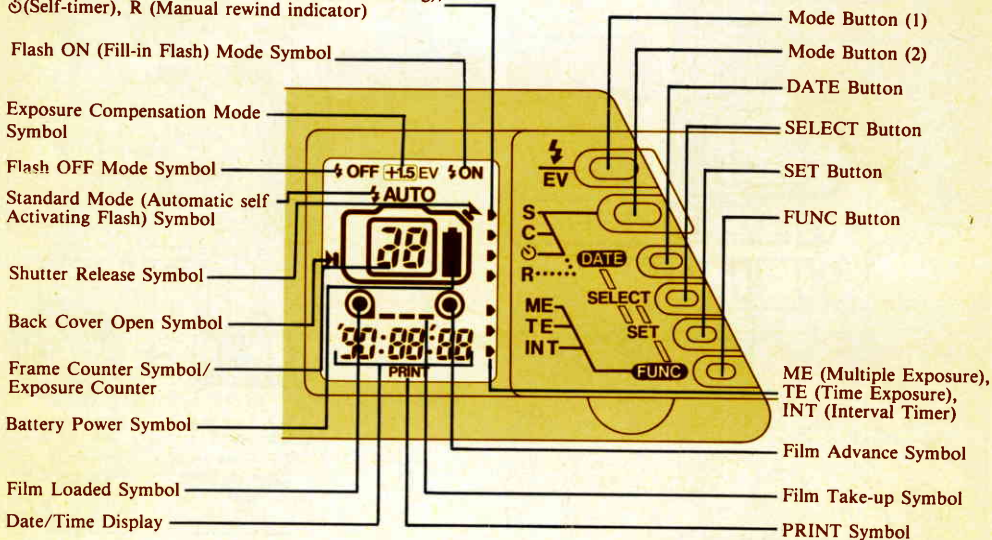 (Self-timer), R (Manual rewind indicator)
Flash ON (Fill-in Flash) Mode Symbol
Exposure Compensation Mode
Symbol
Flash OFF Mode Symbol
Standard Mode (Automatic self
Activating Flash) Symbol
Shutter Release Symbol
Back Cover Open Symbol
Frame Counter Symbol/
Exposure Counter
Battery Power Symbol
Film Loaded Symbol
Date/Time Display
OFF +1.5 EV ON
AUTO
38
'90:88:'88
PRINT
EV
S
C
R
DATE
SELECT
SET
ME
TE
INT
FUNC
Mode Button (1)
Mode Button (2)
DATE Button
SELECT Button
SET Button
FUNC Button
ME (Multiple Exposure),
TE (Time Exposure),
INT (Interval Timer)
Film Advance Symbol
Film Take-up Symbol
PRINT Symbol